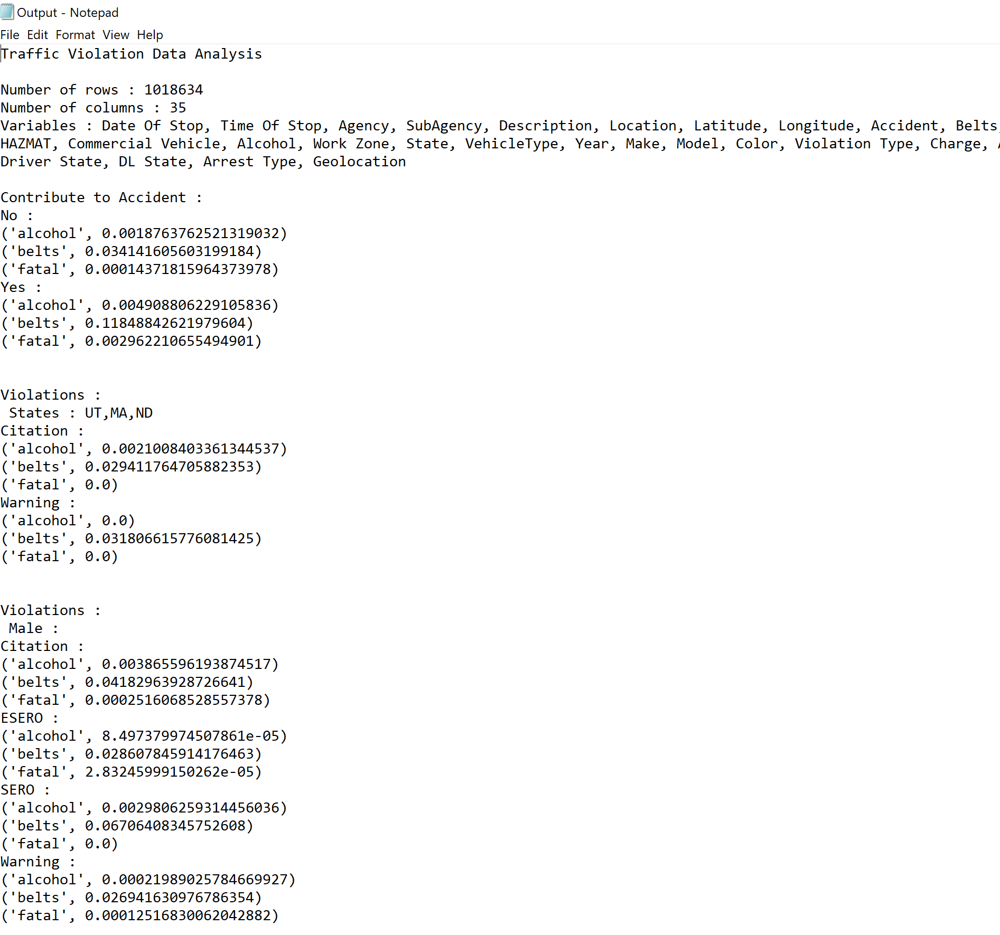 Output - Notepad
File Edit Format View Help
Traffic Violation Data Analysis
Number of rows : 1018634
Number of columns : 35
Variables : Date Of Stop, Time Of Stop, Agency, SubAgency, Description, Location, Latitude, Longitude, Accident, Belts,
HAZMAT, Commercial Vehicle, Alcohol, Work Zone, State, VehicleType, Year, Make, Model, Color, Violation Type, Charge,
Driver State, DL State, Arrest Type, Geolocation
Contribute to Accident :
No :
('alcohol', 0.0018763762521319032)
('belts', 0.034141605603199184)
('fatal', 0.00014371815964373978)
Yes :
('alcohol', 0.004908806229105836)
('belts', 0.11848842621979604)
('fatal', 0.002962210655494901)
Violations :
States : UT,MA,ND
Citation :
('alcohol', 0.0021008403361344537)
('belts', 0.029411764705882353)
('fatal', 0.0)
Warning :
('alcohol', 0.0)
('belts', 0.031806615776081425)
('fatal', 0.0)
Violations :
Male :
Citation :
('alcohol', 0.003865596193874517)
('belts', 0.04182963928726641)
('fatal', 0.0002516068528557378)
ESERO :
('alcohol', 8.497379974507861e-05)
('belts', 0.028607845914176463)
('fatal', 2.83245999150262e-05)
SERO :
('alcohol', 0.0029806259314456036)
('belts', 0.06706408345752608)
('fatal', 0.0)
Warning :
('alcohol', 0.00021989025784669927)
('belts', 0.026941630976786354)
('fatal', 0.00012516830062042882)